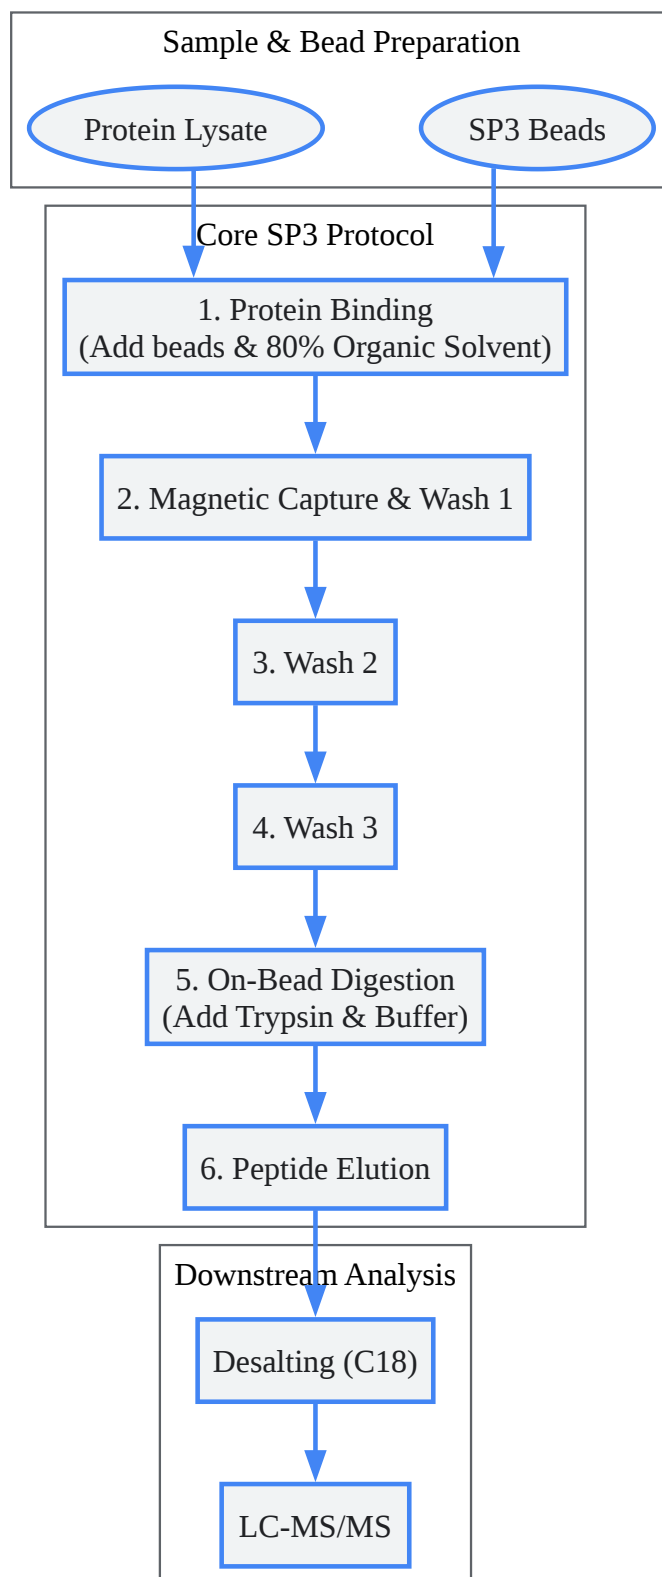 Sample & Bead Preparation
Protein Lysate
SP3 Beads
Core SP3 Protocol
1. Protein Binding
(Add beads & 80% Organic Solvent)
2. Magnetic Capture & Wash 1
3. Wash 2
4. Wash 3
5. On-Bead Digestion
(Add Trypsin & Buffer)
6. Peptide Elution
Downstream Analysis
Desalting (C18)
LC-MS/MS